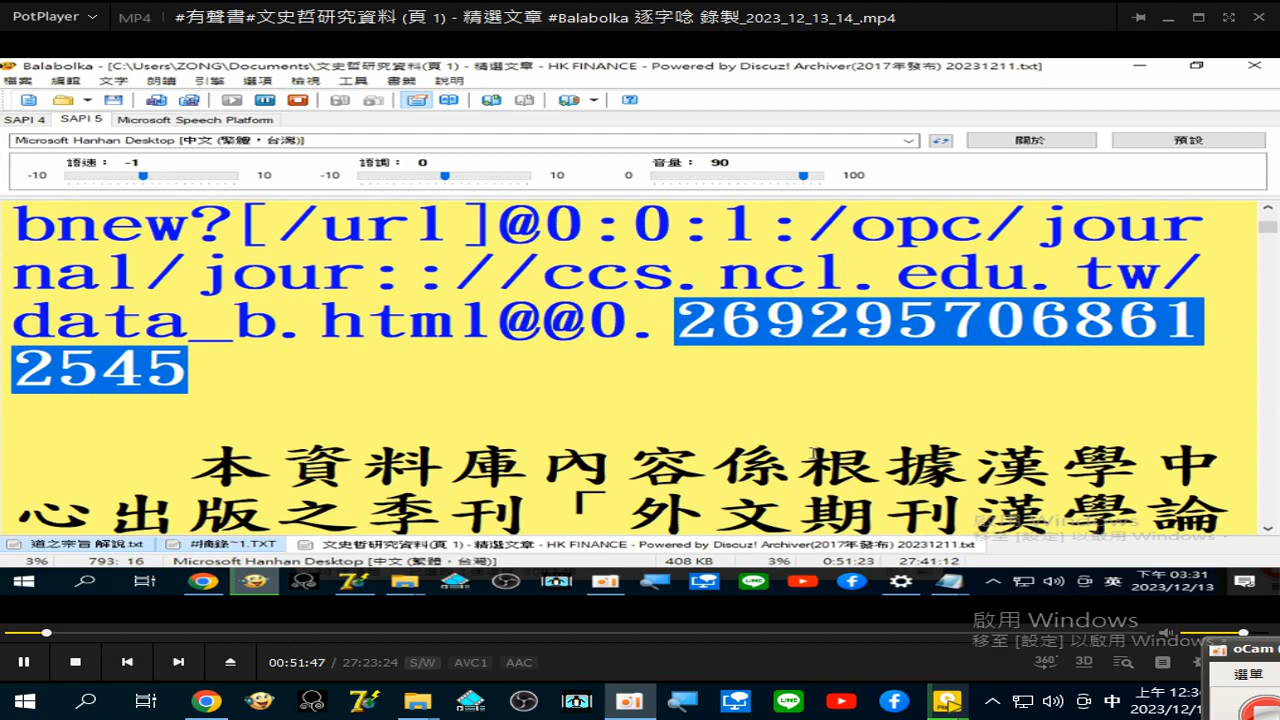 PotPlayer MP4 #有聲書#文史哲研究資料 (頁 1) - 精選文章 #Balabolka 逐字唸 錄製_2023_12_13_14_.mp4
Balabolka - [C:\Users\ZONG\Documents\文史哲研究資料(頁 1) - 精選文章 - HK FINANCE - Powered by Discuz! Archiver(2017年發布) 20231211.txt]
檔案 編輯 文字 朗讀 引擎 選項 檢視 工具 書籤 說明
SAPI 4 SAPI 5 Microsoft Speech Platform
Microsoft Hanhan Desktop [中文 (繁體，台灣)] 關於 預設
語速： -1 語調： 0 音量： 90
-10 10 -10 10 0 100
bnew?[/url]@0:0:1:/opc/jour
nal/jour:://ccs.ncl.edu.tw/
data_b.html@@0.269295706861
2545
本資料庫內容係根據漢學中
心出版之季刊「外文期刊漢學論
啟用 Windows
移至 [設定] 以啟用 Windows。
道之宗旨 解說.txt #摘錄~1.TXT 文史哲研究資料(頁 1) - 精選文章 - HK FINANCE - Powered by Discuz! Archiver(2017年發布) 20231211.txt
3% 793: 16 Microsoft Hanhan Desktop [中文 (繁體，台灣)] 408 KB 3% 0:51:23 27:41:12
英 下午 03:31
2023/12/13
啟用 Windows
移至 [設定] 以啟用 Windows。
00:51:47 / 27:23:24 S/W AVC1 AAC 360° 3D
oCam
選單
中 上午 12:3
2023/12/1